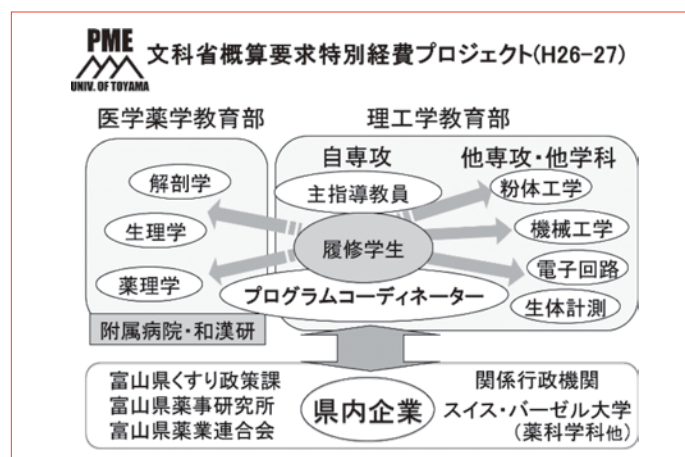 PME
UNIV. OF TOYAMA
文科省概算要求特別経費プロジェクト(H26-27)
医学薬学教育部
理工学教育部
解剖学
生理学
薬理学
附属病院・和漢研
自専攻
主指導教員
履修学生
プログラムコーディネーター
他専攻・他学科
粉体工学
機械工学
電子回路
生体計測
富山県くすり政策課
富山県薬事研究所
富山県薬業連合会
県内企業
関係行政機関
スイス・バーゼル大学
(薬科学科他)